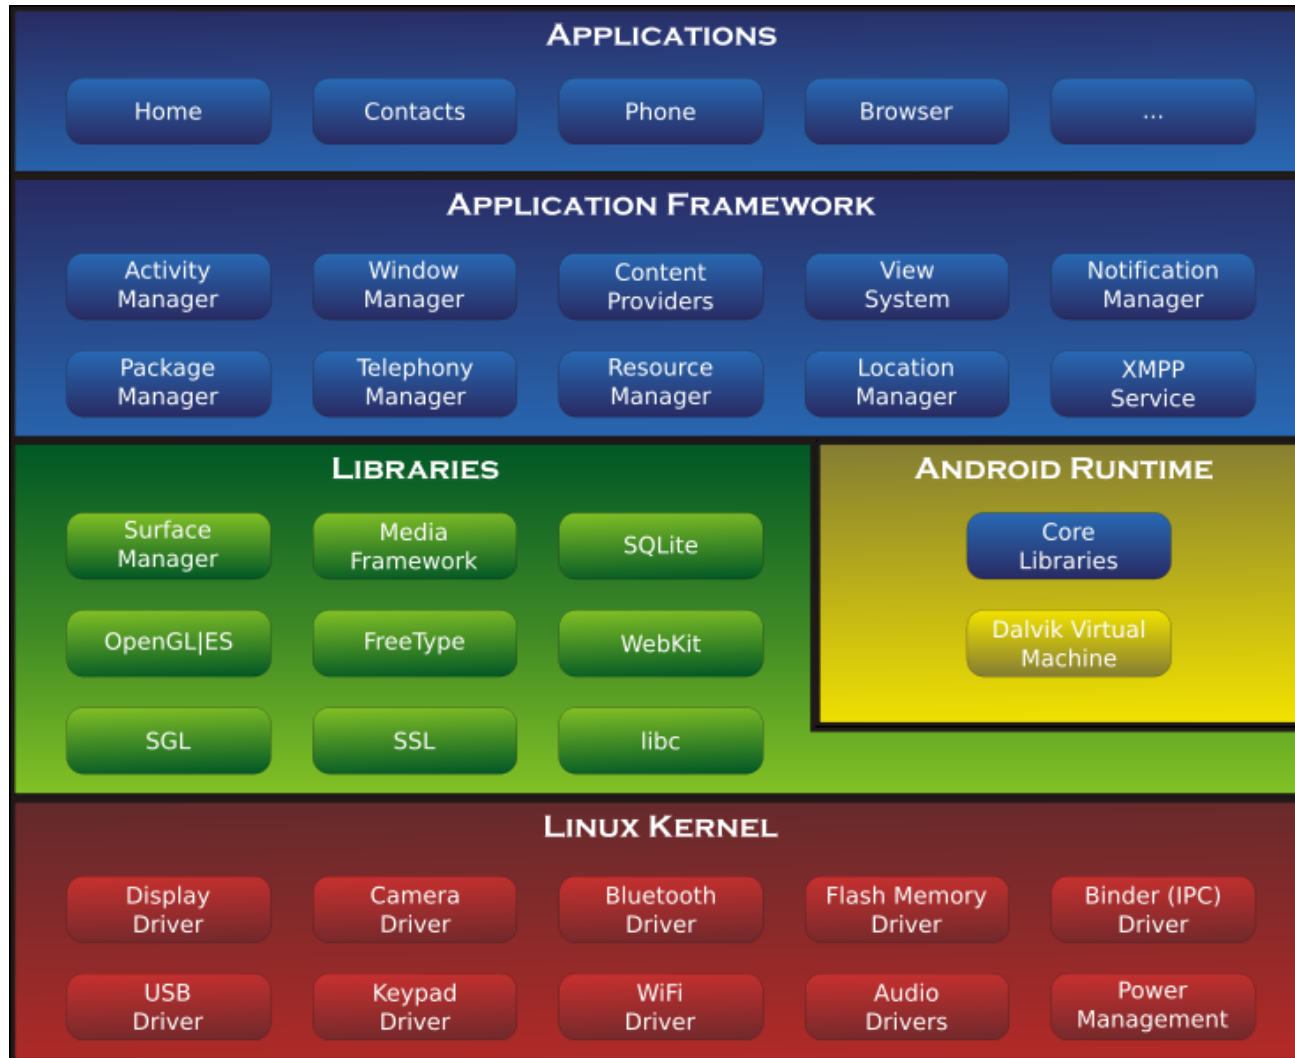 APPLICATIONS
Home
Contacts
Phone
Browser
...
APPLICATION FRAMEWORK
Activity
Manager
Window
Manager
Content
Providers
View
System
Notification
Manager
Package
Manager
Telephony
Manager
Resource
Manager
Location
Manager
XMPP
Service
LIBRARIES
Surface
Manager
Media
Framework
SQLite
OpenGL|ES
FreeType
WebKit
SGL
SSL
libc
ANDROID RUNTIME
Core
Libraries
Dalvik Virtual
Machine
LINUX KERNEL
Display
Driver
Camera
Driver
Bluetooth
Driver
Flash Memory
Driver
Binder (IPC)
Driver
USB
Driver
Keypad
Driver
WiFi
Driver
Audio
Drivers
Power
Management